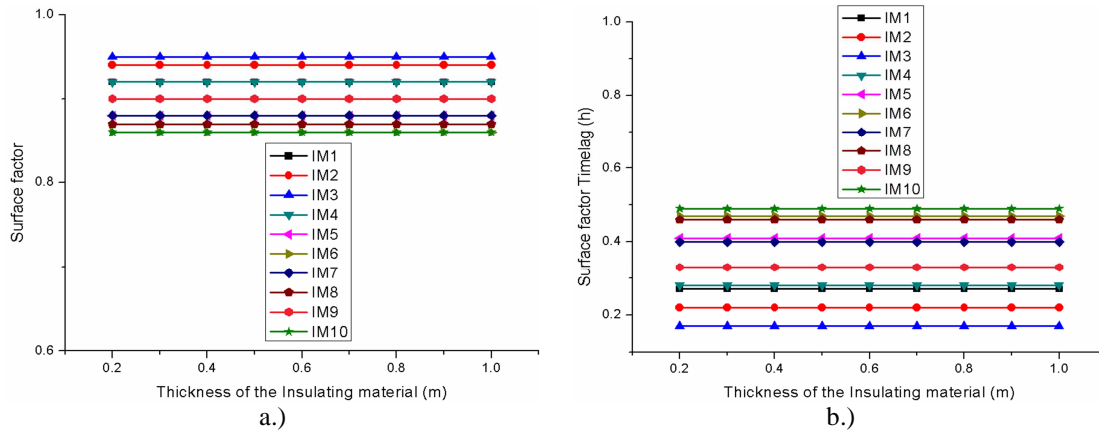 1.0
0.8
0.6
Surface factor
IM1
IM2
IM3
IM4
IM5
IM6
IM7
IM8
IM9
IM10
0.2 0.4 0.6 0.8 1.0
Thickness of the Insulating material (m)
a.)
1.0
0.8
0.6
0.4
0.2
Surface factor Timelag (h)
IM1
IM2
IM3
IM4
IM5
IM6
IM7
IM8
IM9
IM10
0.2 0.4 0.6 0.8 1.0
Thickness of the Insulating material (m)
b.)